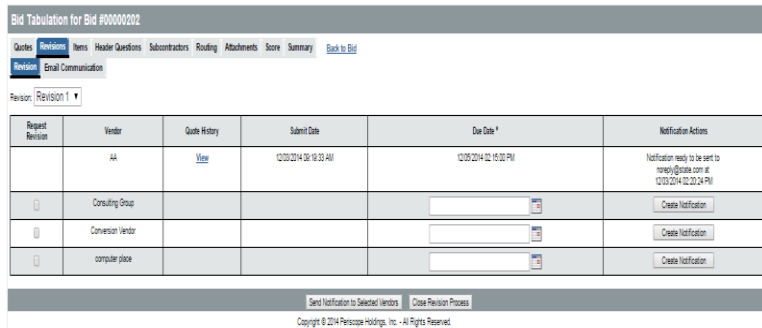 Bid Tabulation for Bid #00000202
Quotes Revisions Items Header Questions Subcontractors Routing Attachments Score Summary Back to Bid
Revision Email Communication
Revision: Revision 1
Request Revision Vendor Quote History Submit Date Due Date * Notification Actions
AA View 12/03/2014 09:19:33 AM 12/05/2014 02:15:00 PM Notification ready to be sent to
noreply@state.com at
12/03/2014 02:20:24 PM
Consulting Group Create Notification
Conversion Vendor Create Notification
computer place Create Notification
Send Notification to Selected Vendors Close Revision Process
Copyright © 2014 Periscope Holdings, Inc. - All Rights Reserved.